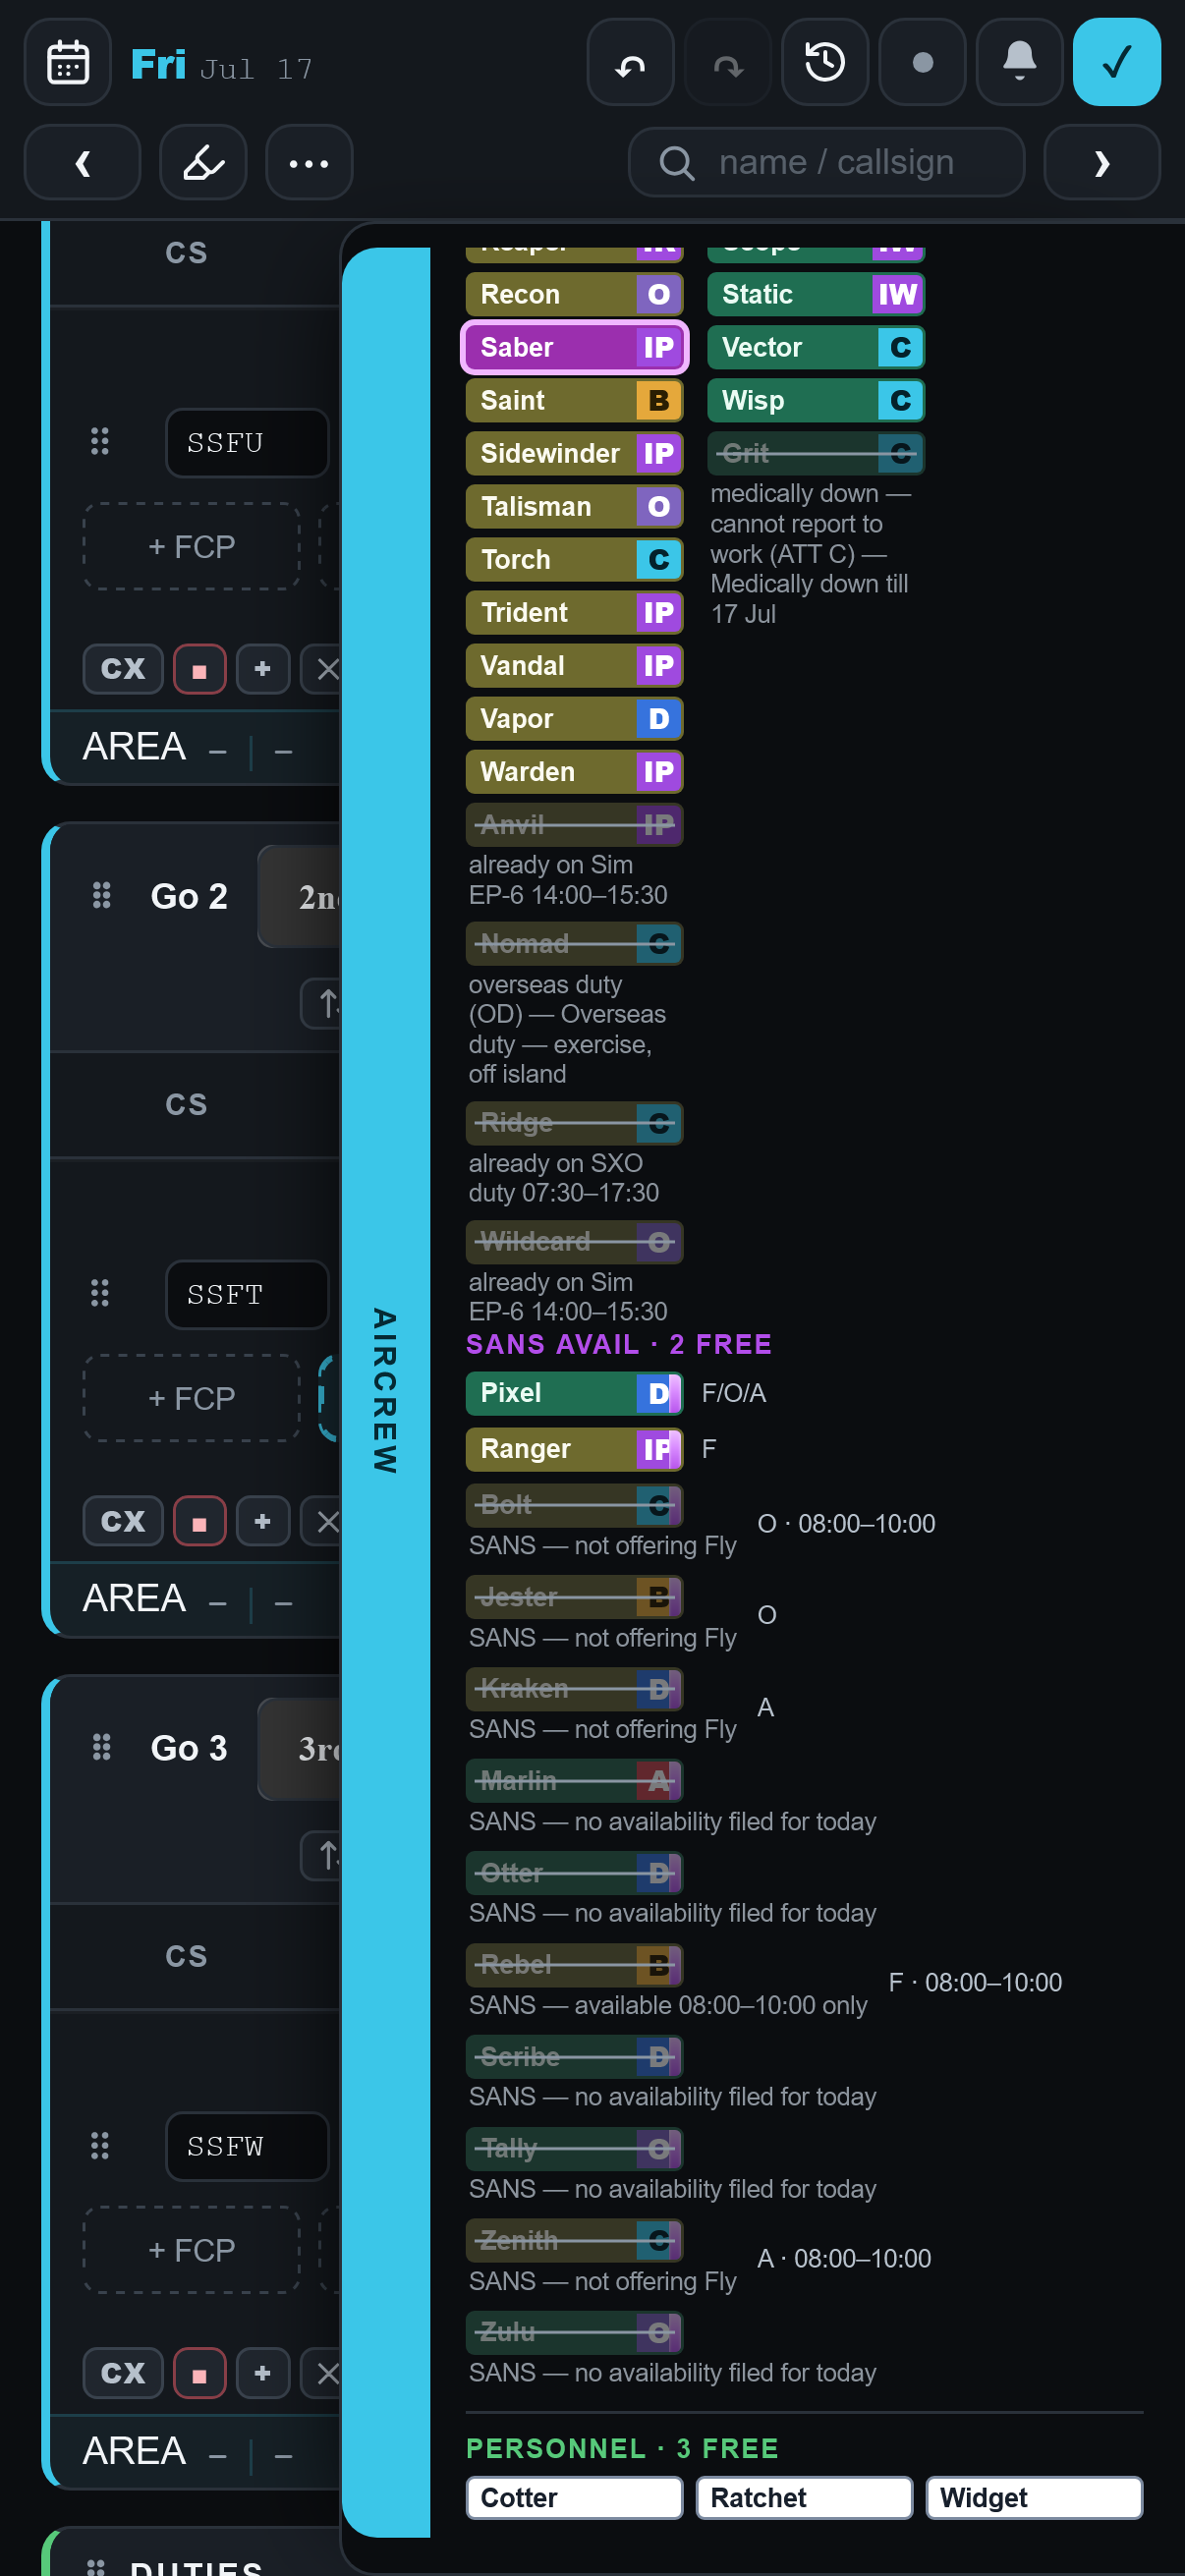 Fri Jul 17
name / callsign
CS
SSFU
+ FCP
CX
AREA – | –
Go 2
CS
SSFT
+ FCP
CX
AREA – | –
Go 3
CS
SSFW
+ FCP
CX
AREA – | –
DUTIES
AIRCREW
Recon O
Saber IP
Saint B
Sidewinder IP
Talisman O
Torch C
Trident IP
Vandal IP
Vapor D
Warden IP
Anvil IP
already on Sim
EP-6 14:00–15:30
Nomad C
overseas duty
(OD) — Overseas
duty — exercise,
off island
Ridge C
already on SXO
duty 07:30–17:30
Wildcard O
already on Sim
EP-6 14:00–15:30
Static IW
Vector C
Wisp C
Grit C
medically down —
cannot report to
work (ATT C) —
Medically down till
17 Jul
SANS AVAIL · 2 FREE
Pixel D F/O/A
Ranger IP F
Bolt C
SANS — not offering Fly
O · 08:00–10:00
Jester B
SANS — not offering Fly
O
Kraken D
SANS — not offering Fly
A
Marlin A
SANS — no availability filed for today
Otter D
SANS — no availability filed for today
Rebel B
SANS — available 08:00–10:00 only
F · 08:00–10:00
Scribe D
SANS — no availability filed for today
Tally O
SANS — no availability filed for today
Zenith C
SANS — not offering Fly
A · 08:00–10:00
Zulu O
SANS — no availability filed for today
PERSONNEL · 3 FREE
Cotter
Ratchet
Widget